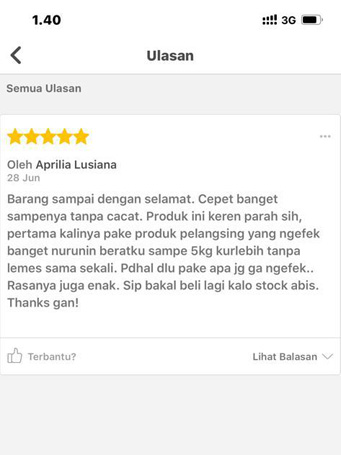 1.40
3G
Ulasan
Semua Ulasan
Oleh Aprilia Lusiana
28 Jun
Barang sampai dengan selamat. Cepet banget
sampenya tanpa cacat. Produk ini keren parah sih,
pertama kalinya pake produk pelangsing yang ngefek
banget nurunin beratku sampe 5kg kurlebih tanpa
lemes sama sekali. Pdhal dlu pake apa jg ga ngefek..
Rasanya juga enak. Sip bakal beli lagi kalo stock abis.
Thanks gan!
Terbantu?
Lihat Balasan